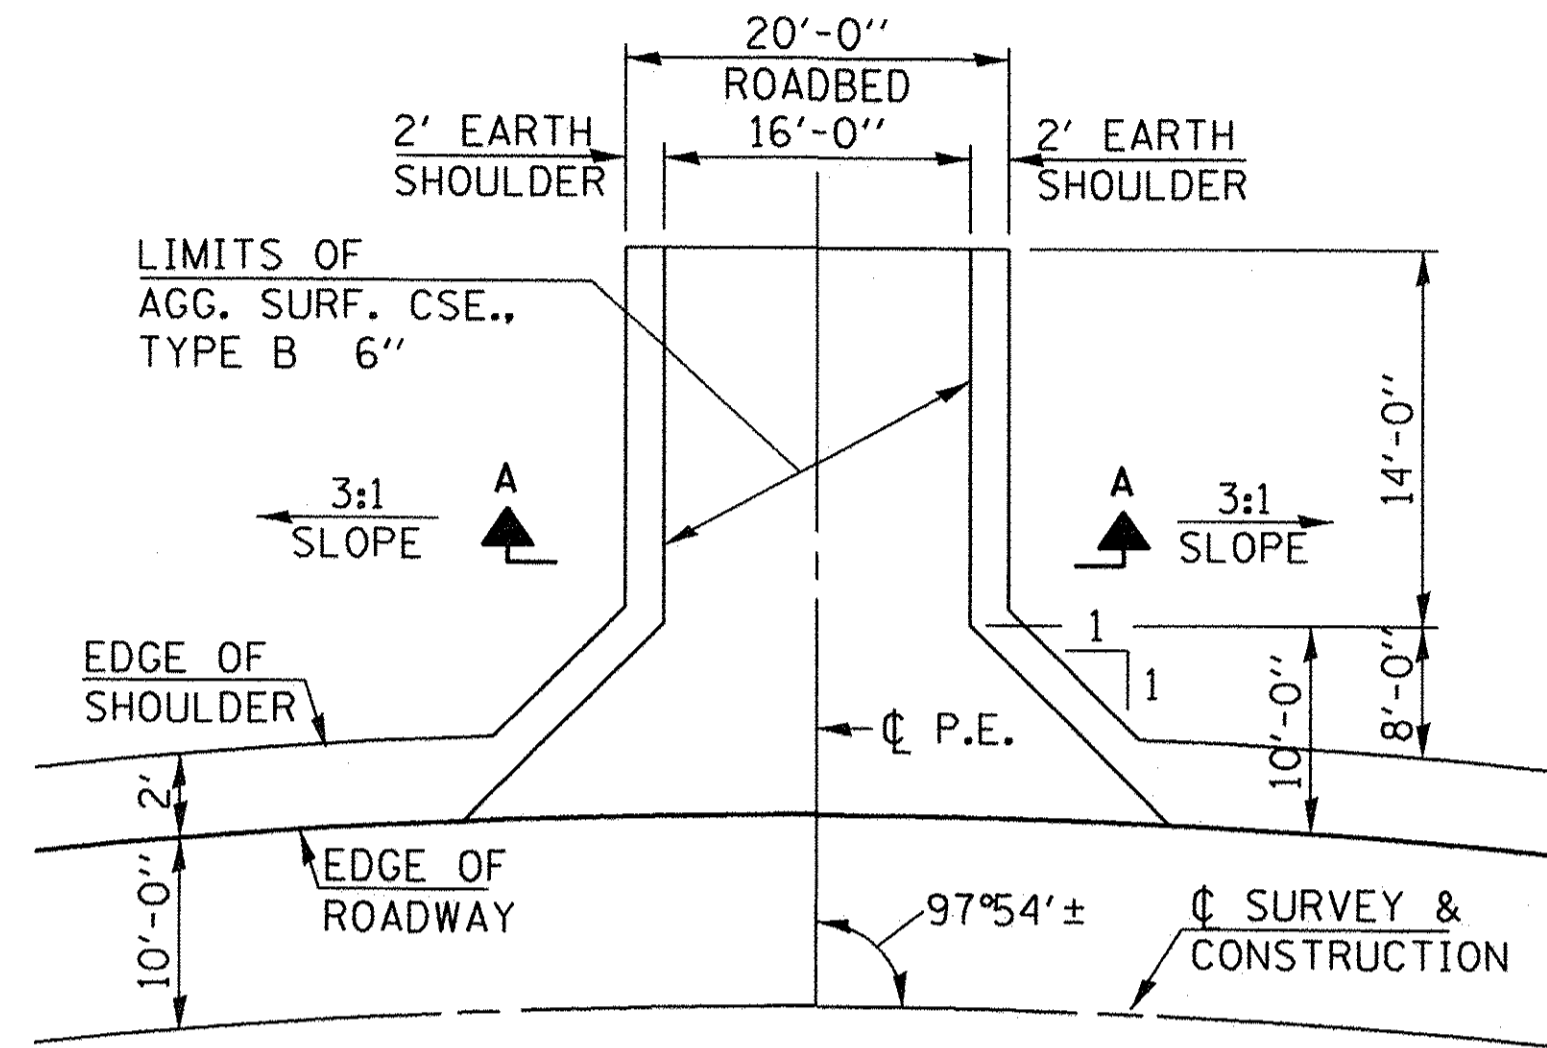 20'-0"
ROADBED
16'-0"
2' EARTH
SHOULDER
2' EARTH
SHOULDER
LIMITS OF
AGG. SURF. CSE.,
TYPE B 6"
14'-0"
3:1
SLOPE
A
A
3:1
SLOPE
1
1
EDGE OF
SHOULDER
8'-0"
10'-0"
℄ P.E.
2'
10'-0"
EDGE OF
ROADWAY
97°54'±
℄ SURVEY &
CONSTRUCTION